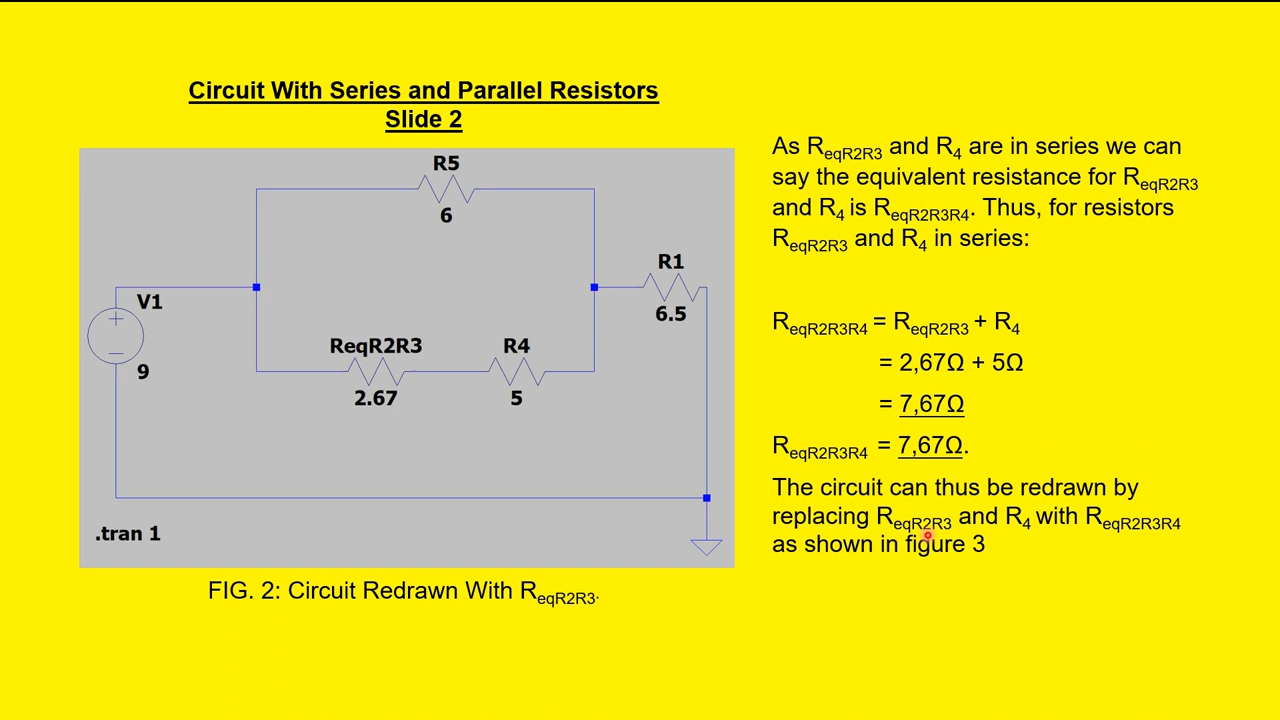 Circuit With Series and Parallel Resistors
Slide 2
R5
6
R1
6.5
V1
9
ReqR2R3
2.67
R4
5
.tran 1
FIG. 2: Circuit Redrawn With ReqR2R3.
As ReqR2R3 and R4 are in series we can
say the equivalent resistance for ReqR2R3
and R4 is ReqR2R3R4. Thus, for resistors
ReqR2R3 and R4 in series:
ReqR2R3R4 = ReqR2R3 + R4
= 2,67Ω + 5Ω
= 7,67Ω
ReqR2R3R4 = 7,67Ω.
The circuit can thus be redrawn by
replacing ReqR2R3 and R4 with ReqR2R3R4
as shown in figure 3